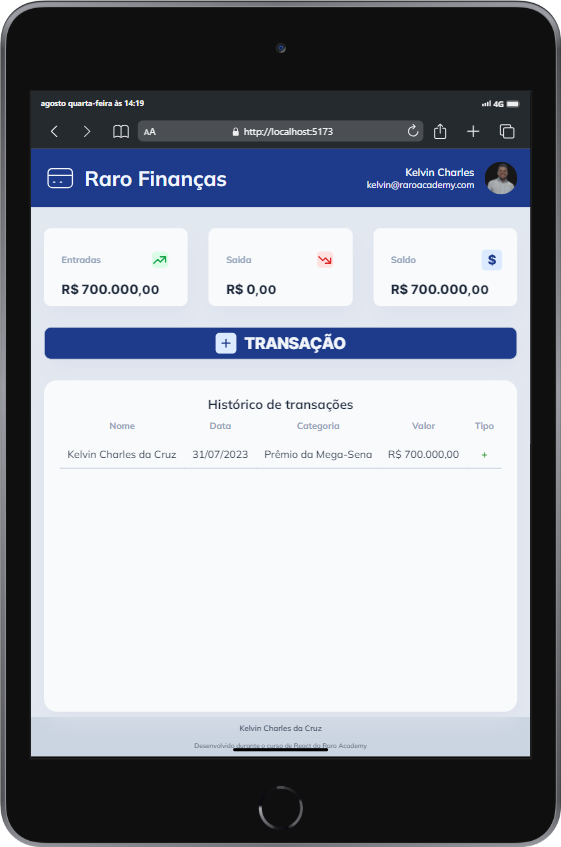 agosto quarta-feira às 14:19
4G
AA
http://localhost:5173
Raro Finanças
Kelvin Charles
kelvin@raroacademy.com
Entradas
Saída
Saldo
$
R$ 700.000,00
R$ 0,00
R$ 700.000,00
+ TRANSAÇÃO
Histórico de transações
Nome Data Categoria Valor Tipo
Kelvin Charles da Cruz 31/07/2023 Prêmio da Mega-Sena R$ 700.000,00 +
Kelvin Charles da Cruz
Desenvolvido durante o curso de React da Raro Academy